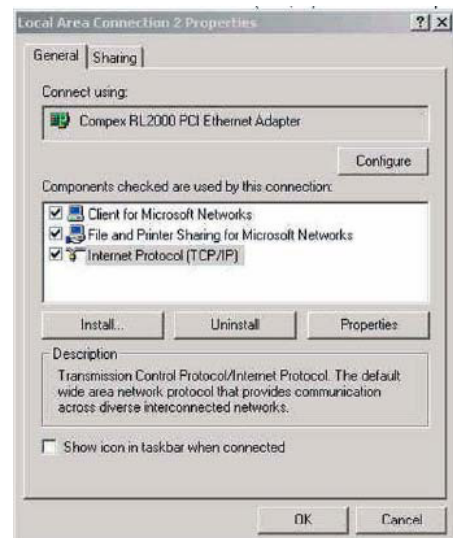 Local Area Connection 2 Properties
General Sharing
Connect using:
Compex RL2000 PCI Ethernet Adapter
Configure
Components checked are used by this connection:
Client for Microsoft Networks
File and Printer Sharing for Microsoft Networks
Internet Protocol (TCP/IP)
Install... Uninstall Properties
Description
Transmission Control Protocol/Internet Protocol. The default
wide area network protocol that provides communication
across diverse interconnected networks.
Show icon in taskbar when connected
OK Cancel